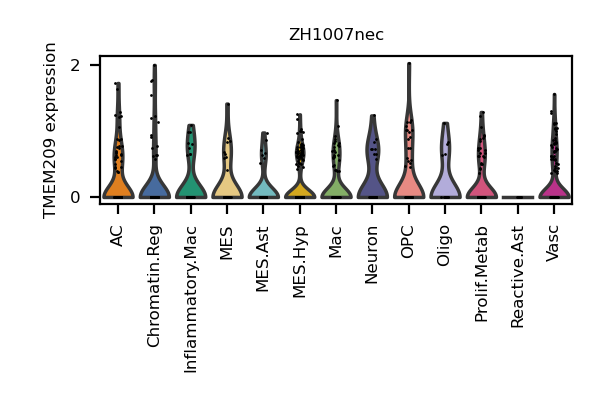 ZH1007nec
TMEM209 expression
2
0
AC
Chromatin.Reg
Inflammatory.Mac
MES
MES.Ast
MES.Hyp
Mac
Neuron
OPC
Oligo
Prolif.Metab
Reactive.Ast
Vasc